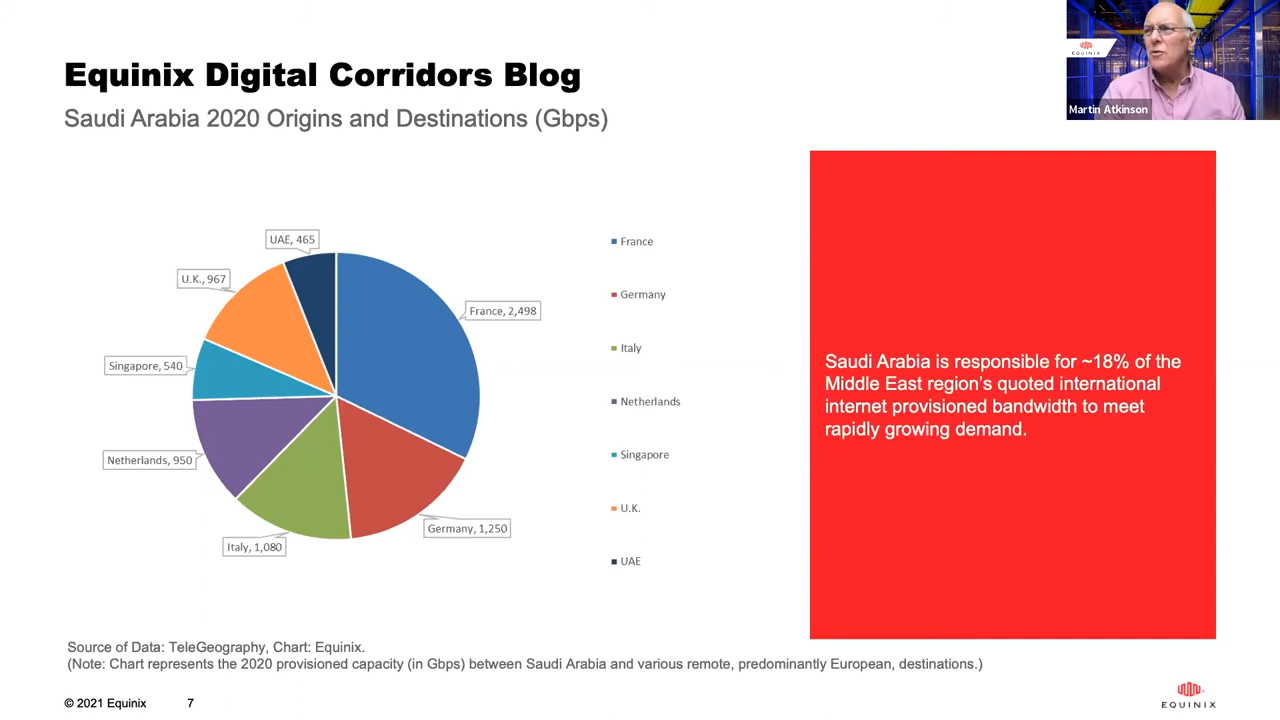 Equinix Digital Corridors Blog
Saudi Arabia 2020 Origins and Destinations (Gbps)
EQUINIX
Martin Atkinson
UAE, 465
U.K., 967
France, 2,498
Singapore, 540
Netherlands, 950
Germany, 1,250
Italy, 1,080
France
Germany
Italy
Netherlands
Singapore
U.K.
UAE
Saudi Arabia is responsible for ~18% of the
Middle East region’s quoted international
internet provisioned bandwidth to meet
rapidly growing demand.
Source of Data: TeleGeography, Chart: Equinix.
(Note: Chart represents the 2020 provisioned capacity (in Gbps) between Saudi Arabia and various remote, predominantly European, destinations.)
© 2021 Equinix
7
EQUINIX